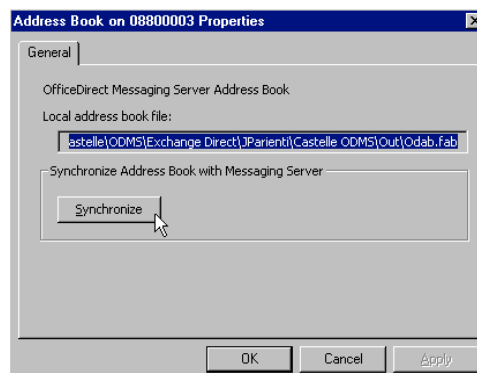 Address Book on 08800003 Properties
General
OfficeDirect Messaging Server Address Book
Local address book file:
astelle\ODMS\Exchange Direct\JParienti\Castelle ODMS\Out\Odab.fab
Synchronize Address Book with Messaging Server
Synchronize
OK Cancel Apply